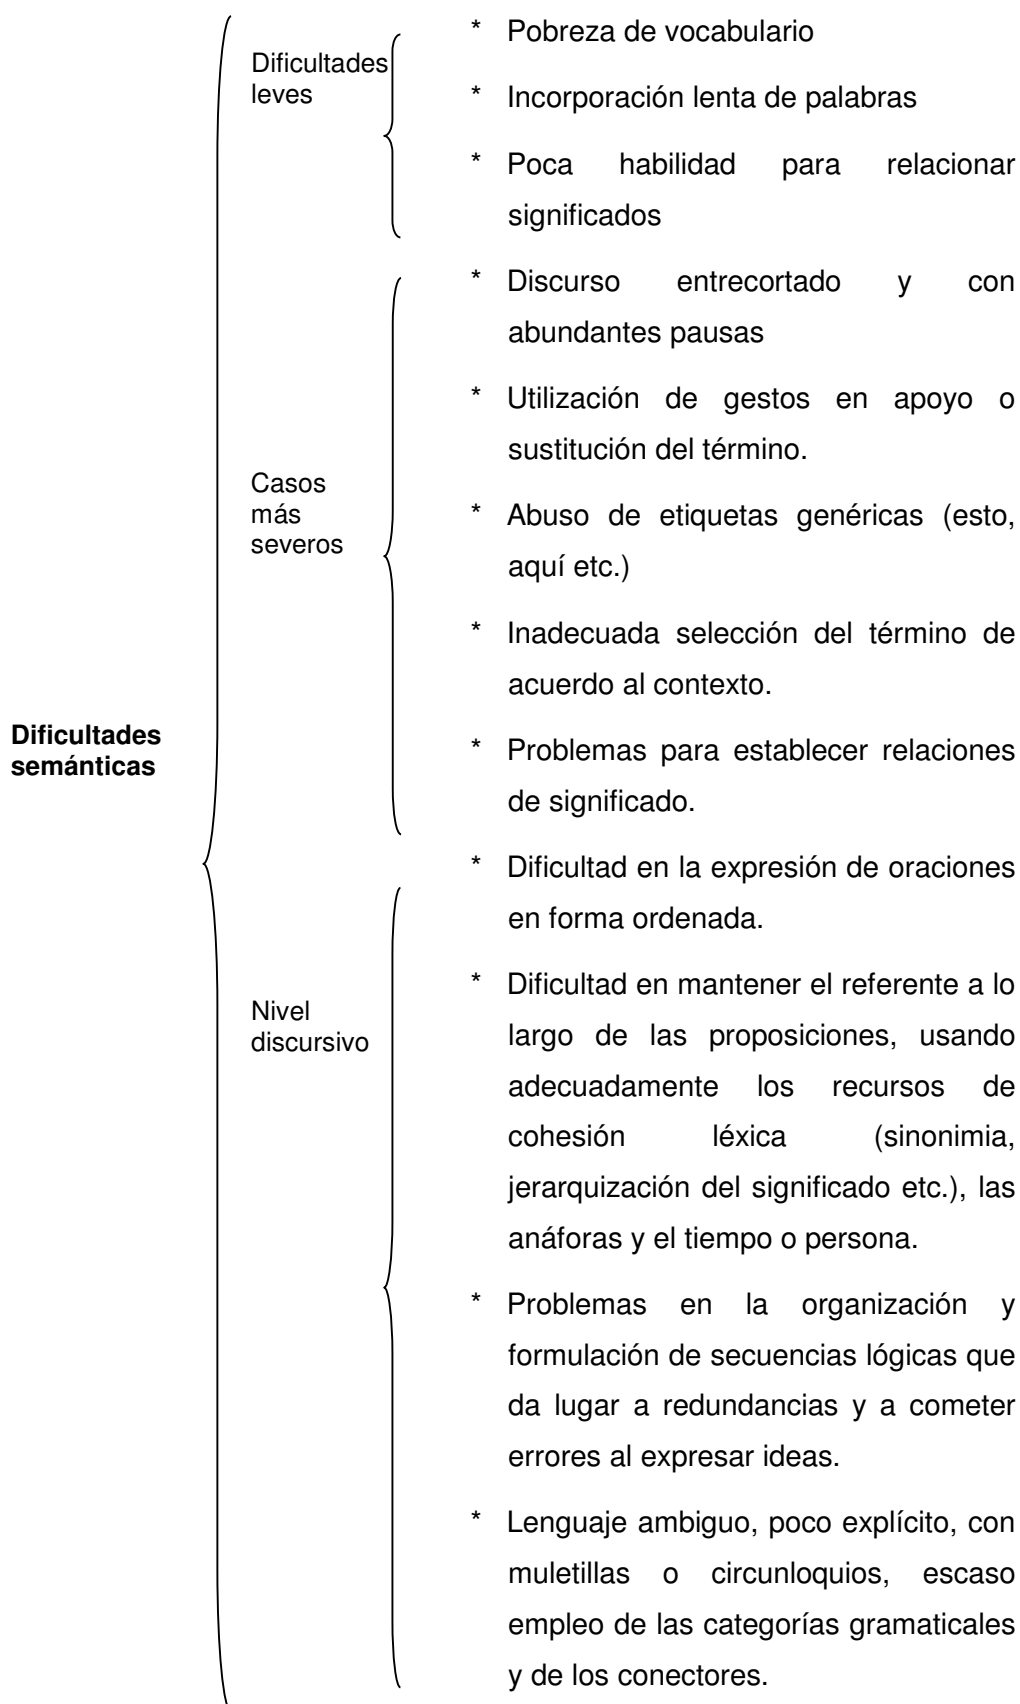 Dificultades
semánticas
Dificultades
leves
* Pobreza de vocabulario
* Incorporación lenta de palabras
* Poca habilidad para relacionar
significados
Casos
más
severos
* Discurso entrecortado y con
abundantes pausas
* Utilización de gestos en apoyo o
sustitución del término.
* Abuso de etiquetas genéricas (esto,
aquí etc.)
* Inadecuada selección del término de
acuerdo al contexto.
* Problemas para establecer relaciones
de significado.
Nivel
discursivo
* Dificultad en la expresión de oraciones
en forma ordenada.
* Dificultad en mantener el referente a lo
largo de las proposiciones, usando
adecuadamente los recursos de
cohesión léxica (sinonimia,
jerarquización del significado etc.), las
anáforas y el tiempo o persona.
* Problemas en la organización y
formulación de secuencias lógicas que
da lugar a redundancias y a cometer
errores al expresar ideas.
* Lenguaje ambiguo, poco explícito, con
muletillas o circunloquios, escaso
empleo de las categorías gramaticales
y de los conectores.